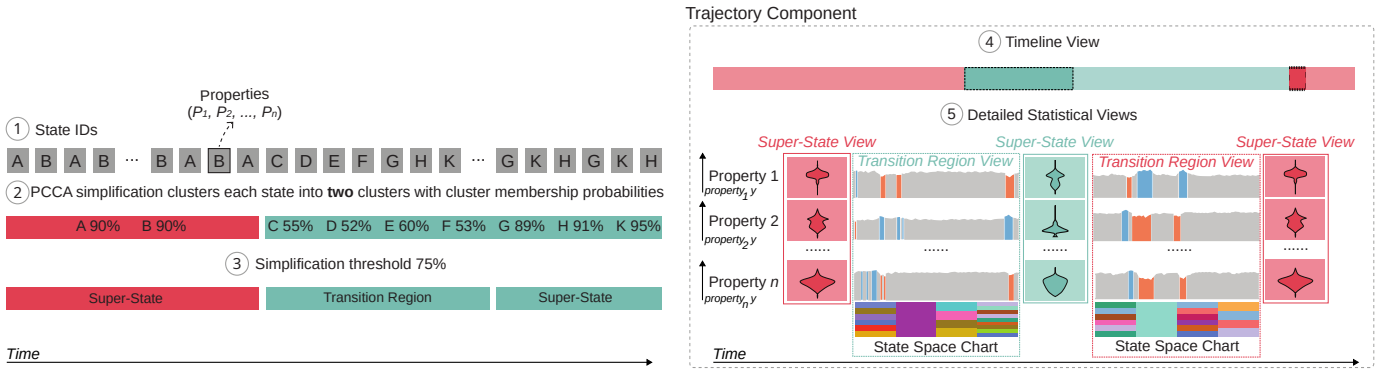 Properties
(P1, P2, ..., Pn)
1 State IDs
A B A B ... B A B A C D E F G H K ... G K H G K H
2 PCCA simplification clusters each state into two clusters with cluster membership probabilities
A 90% B 90% C 55% D 52% E 60% F 53% G 89% H 91% K 95%
3 Simplification threshold 75%
Super-State Transition Region Super-State
Time
Trajectory Component
4 Timeline View
5 Detailed Statistical Views
Super-State View Super-State View Super-State View
Transition Region View Transition Region View
Property 1
property1 y
Property 2
property2 y
...... ...... ...... ...... ......
Property n
propertyn y
State Space Chart State Space Chart
Time